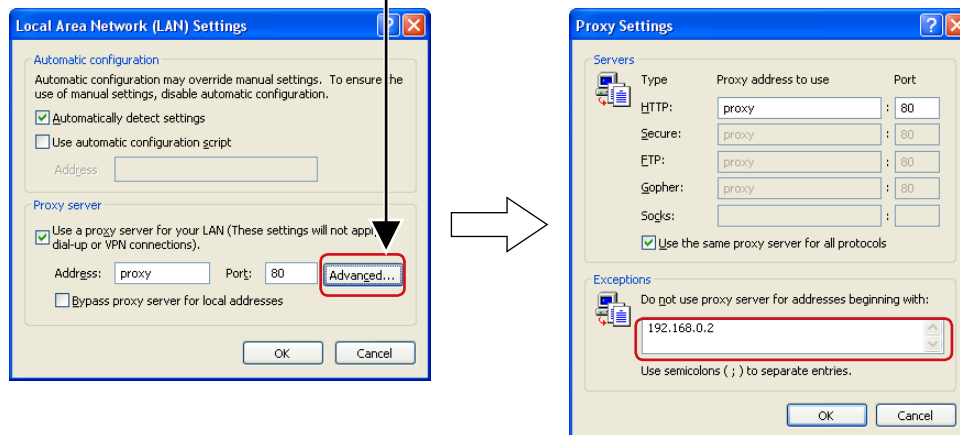 Local Area Network (LAN) Settings
Automatic configuration
Automatic configuration may override manual settings. To ensure the
use of manual settings, disable automatic configuration.
Automatically detect settings
Use automatic configuration script
Address
Proxy server
Use a proxy server for your LAN (These settings will not apply
dial-up or VPN connections).
Address: proxy Port: 80 Advanced...
Bypass proxy server for local addresses
OK Cancel
Proxy Settings
Servers
Type Proxy address to use Port
HTTP: proxy : 80
Secure: proxy : 80
FTP: proxy : 80
Gopher: proxy : 80
Socks: :
Use the same proxy server for all protocols
Exceptions
Do not use proxy server for addresses beginning with:
192.168.0.2
Use semicolons ( ; ) to separate entries.
OK Cancel